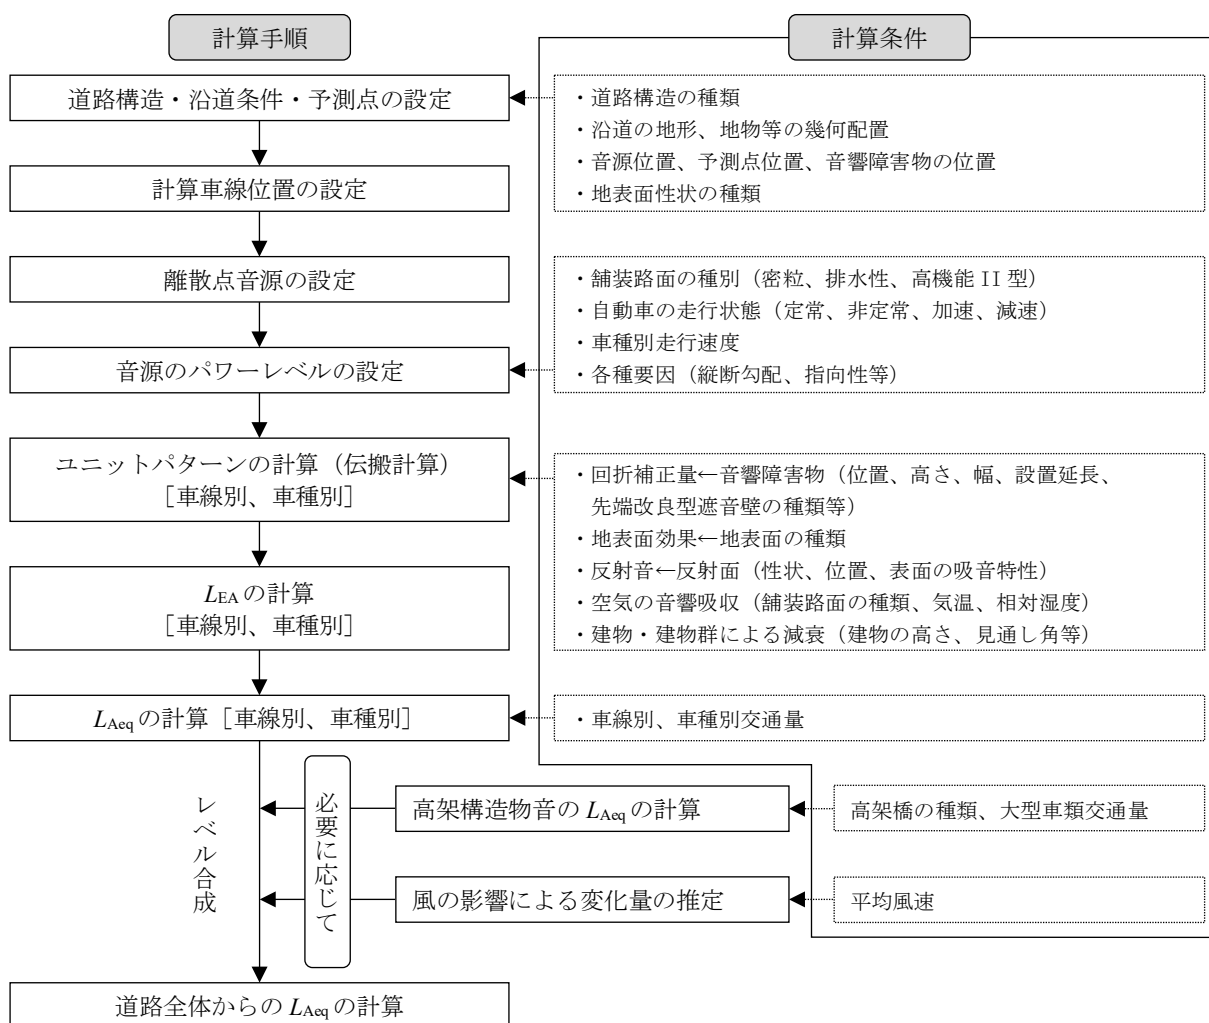 計算手順
計算条件
道路構造・沿道条件・予測点の設定
・道路構造の種類
・沿道の地形、地物等の幾何配置
・音源位置、予測点位置、音響障害物の位置
・地表面性状の種類
計算車線位置の設定
離散点音源の設定
・舗装路面の種別（密粒、排水性、高機能 II 型）
・自動車の走行状態（定常、非定常、加速、減速）
・車種別走行速度
・各種要因（縦断勾配、指向性等）
音源のパワーレベルの設定
ユニットパターンの計算（伝搬計算）
［車線別、車種別］
・回折補正量←音響障害物（位置、高さ、幅、設置延長、
先端改良型遮音壁の種類等）
・地表面効果←地表面の種類
・反射音←反射面（性状、位置、表面の吸音特性）
・空気の音響吸収（舗装路面の種類、気温、相対湿度）
・建物・建物群による減衰（建物の高さ、見通し角等）
LEA の計算
［車線別、車種別］
LAeq の計算［車線別、車種別］
・車線別、車種別交通量
レベル合成
必要に応じて
高架構造物音の LAeq の計算
高架橋の種類、大型車類交通量
風の影響による変化量の推定
平均風速
道路全体からの LAeq の計算